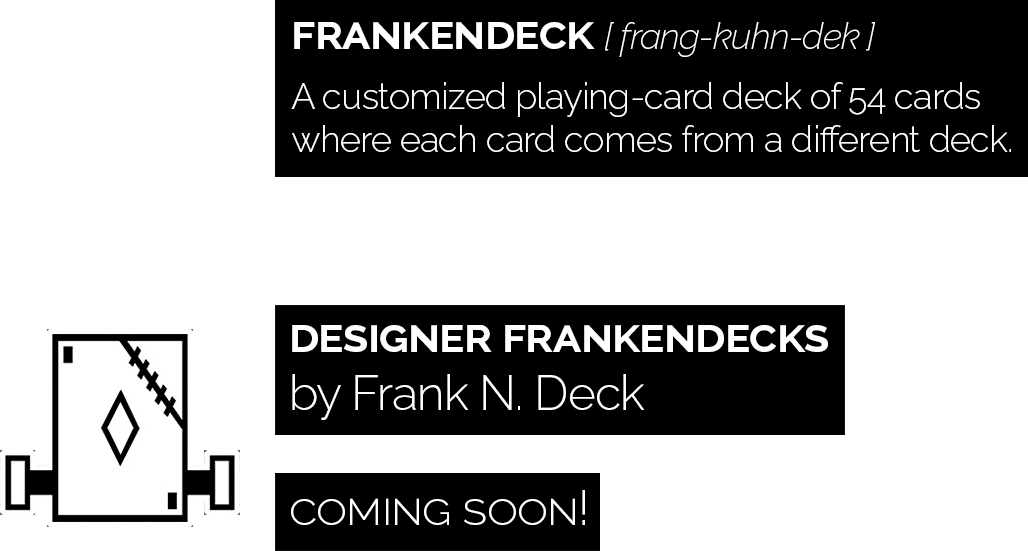 FRANKENDECK [ frang-kuhn-dek ]
A customized playing-card deck of 54 cards
where each card comes from a different deck.
DESIGNER FRANKENDECKS
by Frank N. Deck
COMING SOON!